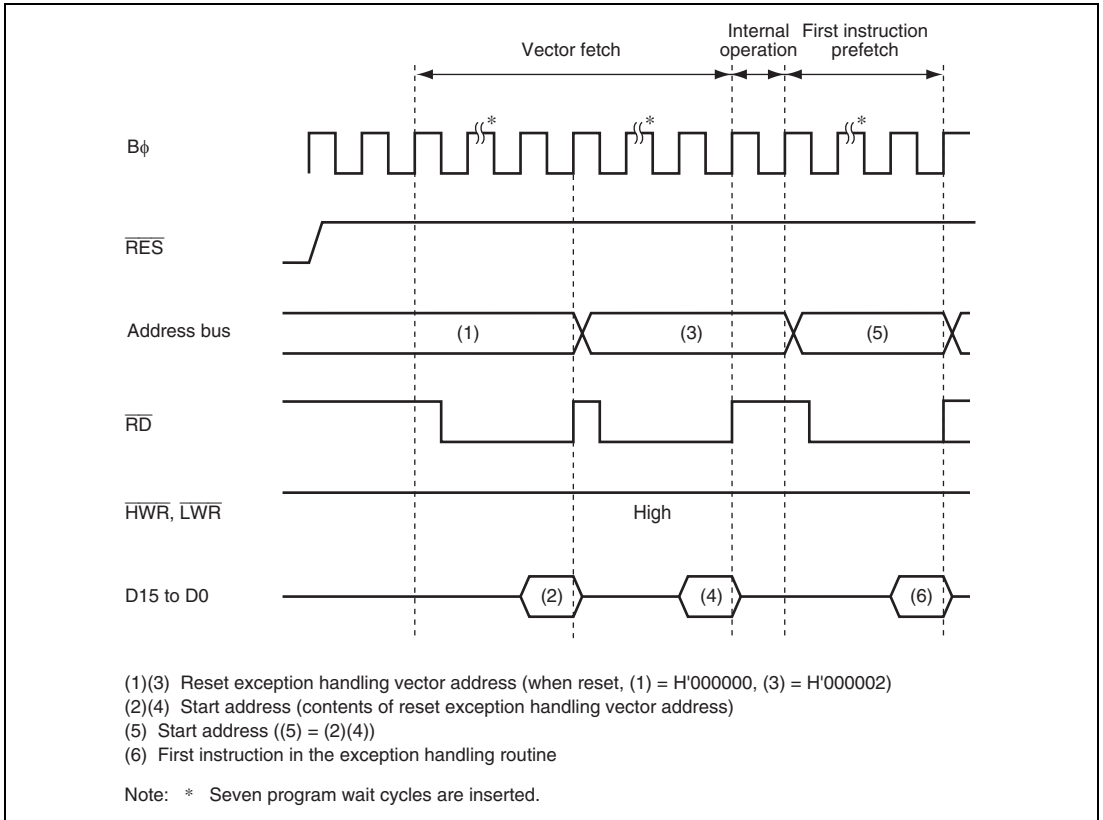 Vector fetch
Internal operation
First instruction prefetch
Bϕ
*
*
*
RES
Address bus
(1)
(3)
(5)
RD
HWR, LWR
High
D15 to D0
(2)
(4)
(6)
(1)(3) Reset exception handling vector address (when reset, (1) = H'000000, (3) = H'000002)
(2)(4) Start address (contents of reset exception handling vector address)
(5) Start address ((5) = (2)(4))
(6) First instruction in the exception handling routine
Note: * Seven program wait cycles are inserted.